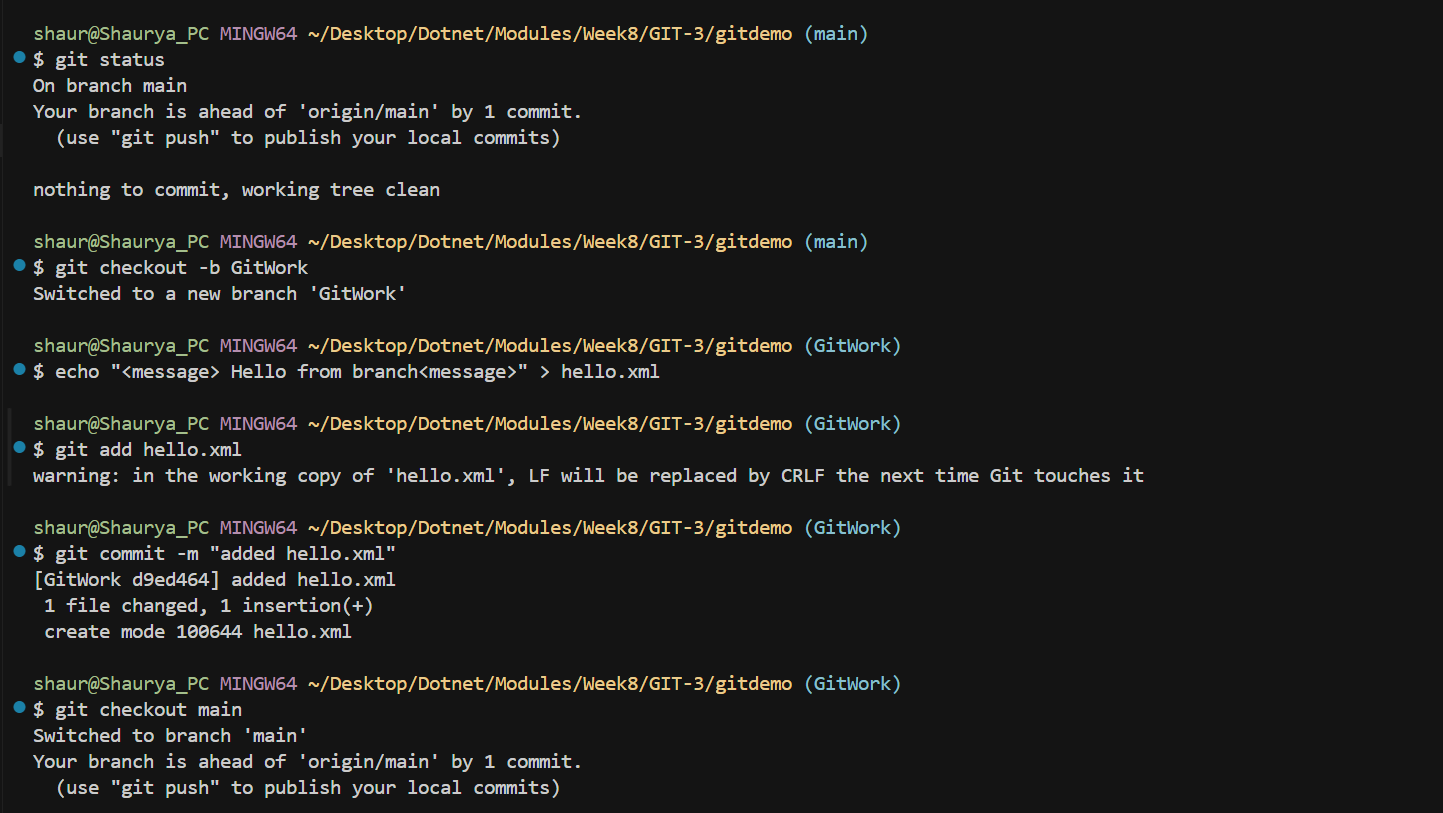 shaur@Shaurya_PC MINGW64 ~/Desktop/Dotnet/Modules/Week8/GIT-3/gitdemo (main)
$ git status
On branch main
Your branch is ahead of 'origin/main' by 1 commit.
  (use "git push" to publish your local commits)

nothing to commit, working tree clean

shaur@Shaurya_PC MINGW64 ~/Desktop/Dotnet/Modules/Week8/GIT-3/gitdemo (main)
$ git checkout -b GitWork
Switched to a new branch 'GitWork'

shaur@Shaurya_PC MINGW64 ~/Desktop/Dotnet/Modules/Week8/GIT-3/gitdemo (GitWork)
$ echo "<message> Hello from branch<message>" > hello.xml

shaur@Shaurya_PC MINGW64 ~/Desktop/Dotnet/Modules/Week8/GIT-3/gitdemo (GitWork)
$ git add hello.xml
warning: in the working copy of 'hello.xml', LF will be replaced by CRLF the next time Git touches it

shaur@Shaurya_PC MINGW64 ~/Desktop/Dotnet/Modules/Week8/GIT-3/gitdemo (GitWork)
$ git commit -m "added hello.xml"
[GitWork d9ed464] added hello.xml
 1 file changed, 1 insertion(+)
 create mode 100644 hello.xml

shaur@Shaurya_PC MINGW64 ~/Desktop/Dotnet/Modules/Week8/GIT-3/gitdemo (GitWork)
$ git checkout main
Switched to branch 'main'
Your branch is ahead of 'origin/main' by 1 commit.
  (use "git push" to publish your local commits)